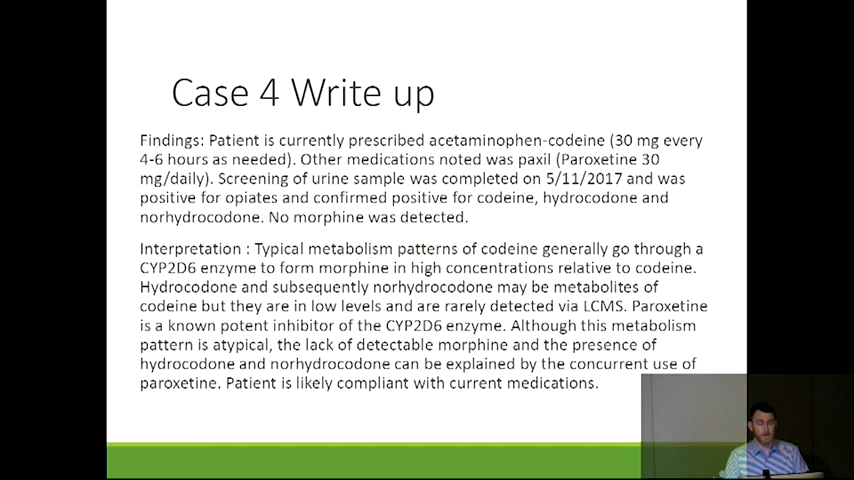 Case 4 Write up
Findings: Patient is currently prescribed acetaminophen-codeine (30 mg every
4-6 hours as needed). Other medications noted was paxil (Paroxetine 30
mg/daily). Screening of urine sample was completed on 5/11/2017 and was
positive for opiates and confirmed positive for codeine, hydrocodone and
norhydrocodone. No morphine was detected.
Interpretation : Typical metabolism patterns of codeine generally go through a
CYP2D6 enzyme to form morphine in high concentrations relative to codeine.
Hydrocodone and subsequently norhydrocodone may be metabolites of
codeine but they are in low levels and are rarely detected via LCMS. Paroxetine
is a known potent inhibitor of the CYP2D6 enzyme. Although this metabolism
pattern is atypical, the lack of detectable morphine and the presence of
hydrocodone and norhydrocodone can be explained by the concurrent use of
paroxetine. Patient is likely compliant with current medications.